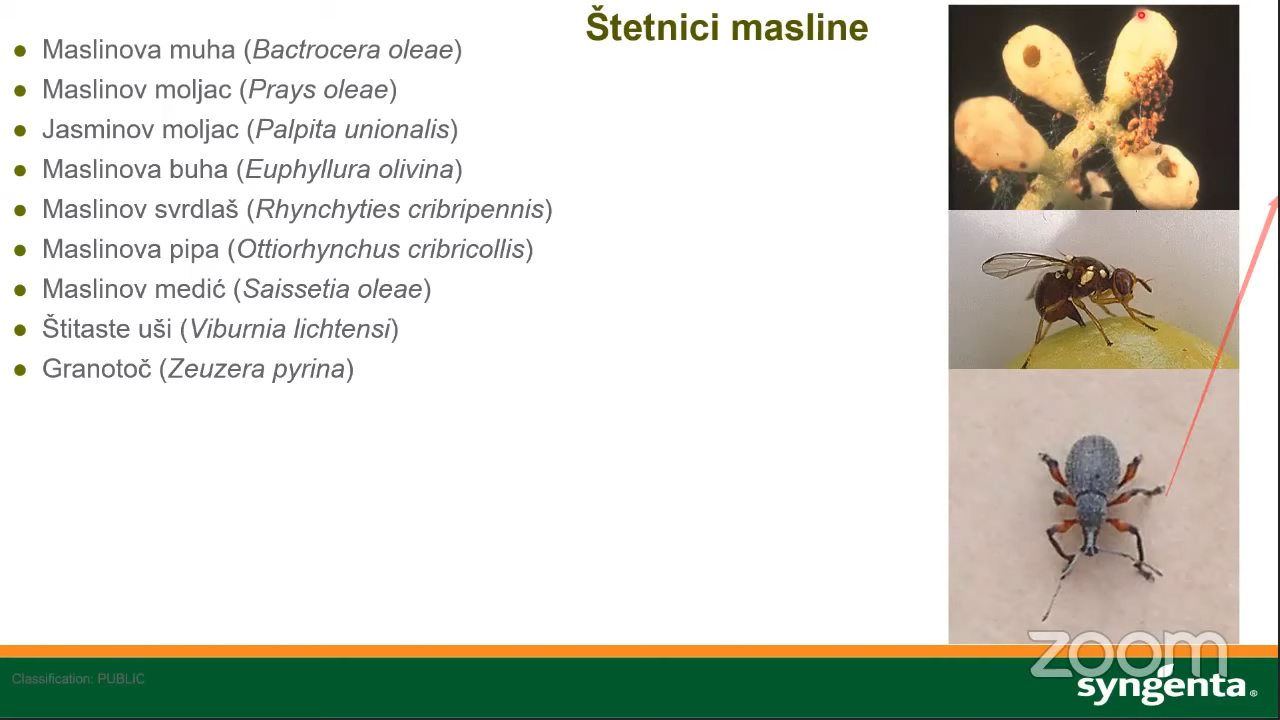 Štetnici masline
Maslinova muha (Bactrocera oleae)
Maslinov moljac (Prays oleae)
Jasminov moljac (Palpita unionalis)
Maslinova buha (Euphyllura olivina)
Maslinov svrdlaš (Rhynchyties cribripennis)
Maslinova pipa (Ottiorhynchus cribricollis)
Maslinov medić (Saissetia oleae)
Štitaste uši (Viburnia lichtensi)
Granotoč (Zeuzera pyrina)
zoom
Classification: PUBLIC
syngenta®